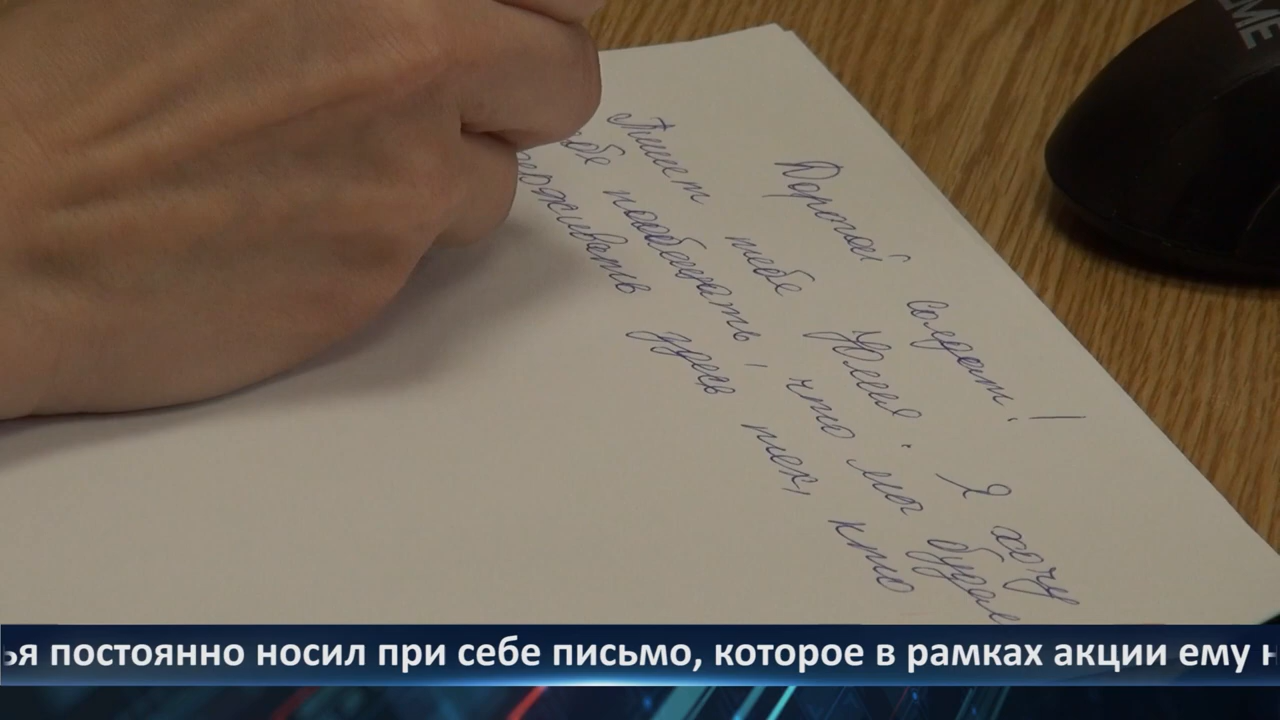 Дорогой солдат!
Пишет тебе Юлия. Я хочу
тебе пообещать, что мы будем
поддерживать здесь тех, кто
ья постоянно носил при себе письмо, которое в рамках акции ему н